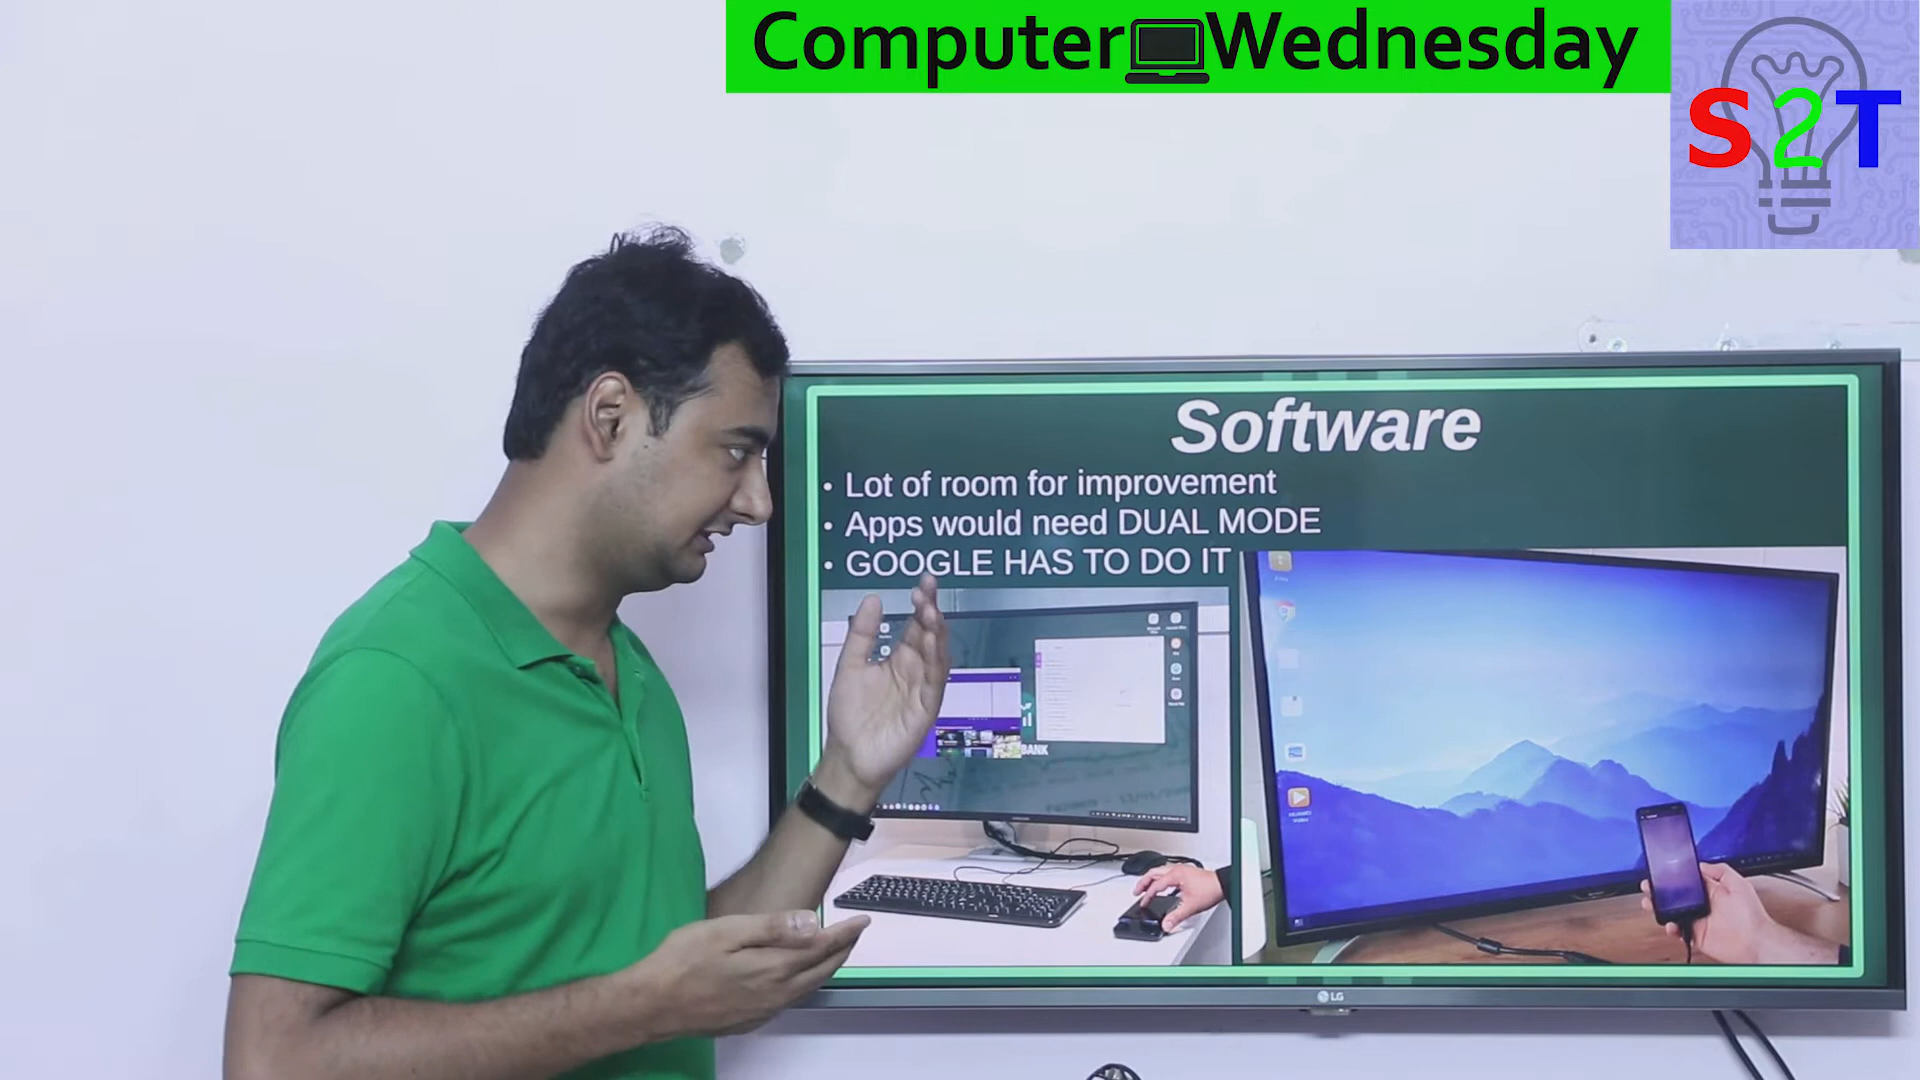 Computer Wednesday
S2T
Software
• Lot of room for improvement
• Apps would need DUAL MODE
• GOOGLE HAS TO DO IT
BANK
LG